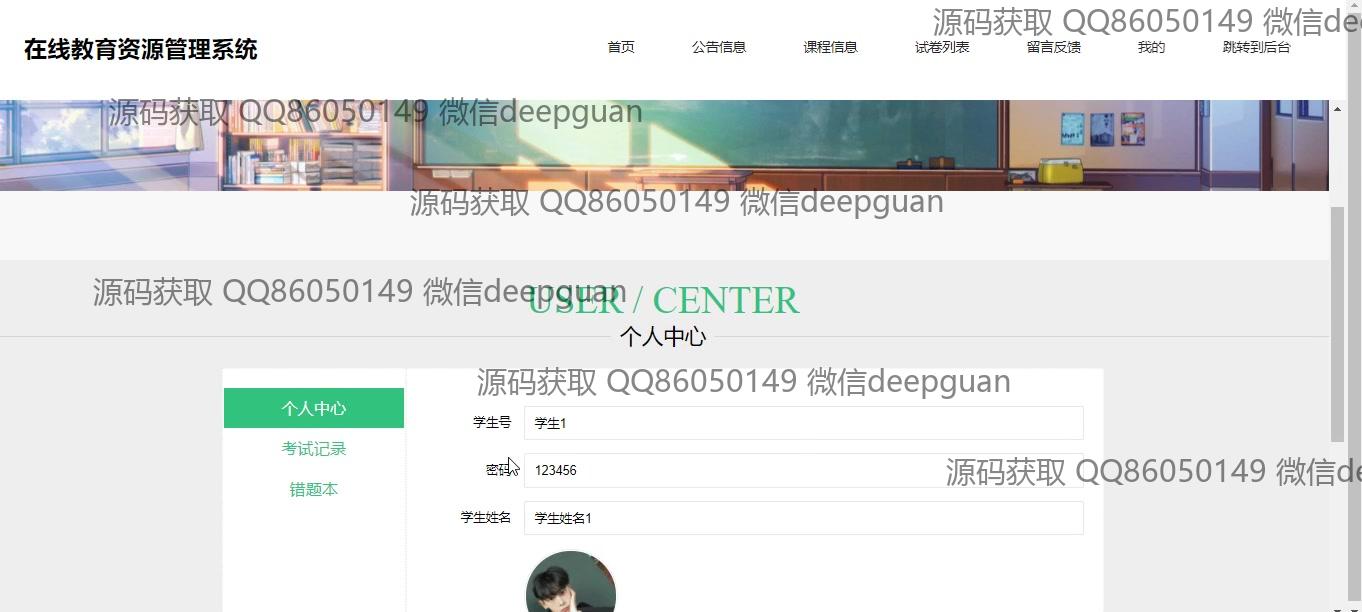 源码获取 QQ86050149 微信de
在线教育资源管理系统
首页 公告信息 课程信息 试卷列表 留言反馈 我的 跳转到后台
源码获取 QQ86050149 微信deepguan
源码获取 QQ86050149 微信deepguan
源码获取 QQ86050149 微信deepguan
USER / CENTER
个人中心
源码获取 QQ86050149 微信deepguan
个人中心
考试记录
错题本
学生号 学生1
密码 123456
源码获取 QQ86050149 微信de
学生姓名 学生姓名1